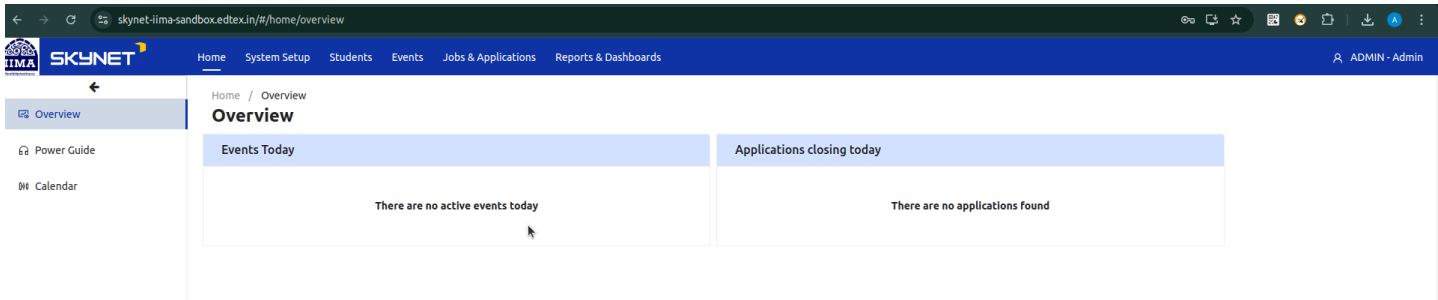 skynet-iima-sandbox.edtex.in/#/home/overview
A
IIMA SKYNET Home System Setup Students Events Jobs & Applications Reports & Dashboards ADMIN - Admin
Home / Overview
Overview
Overview
Power Guide
Calendar
Events Today
There are no active events today
Applications closing today
There are no applications found